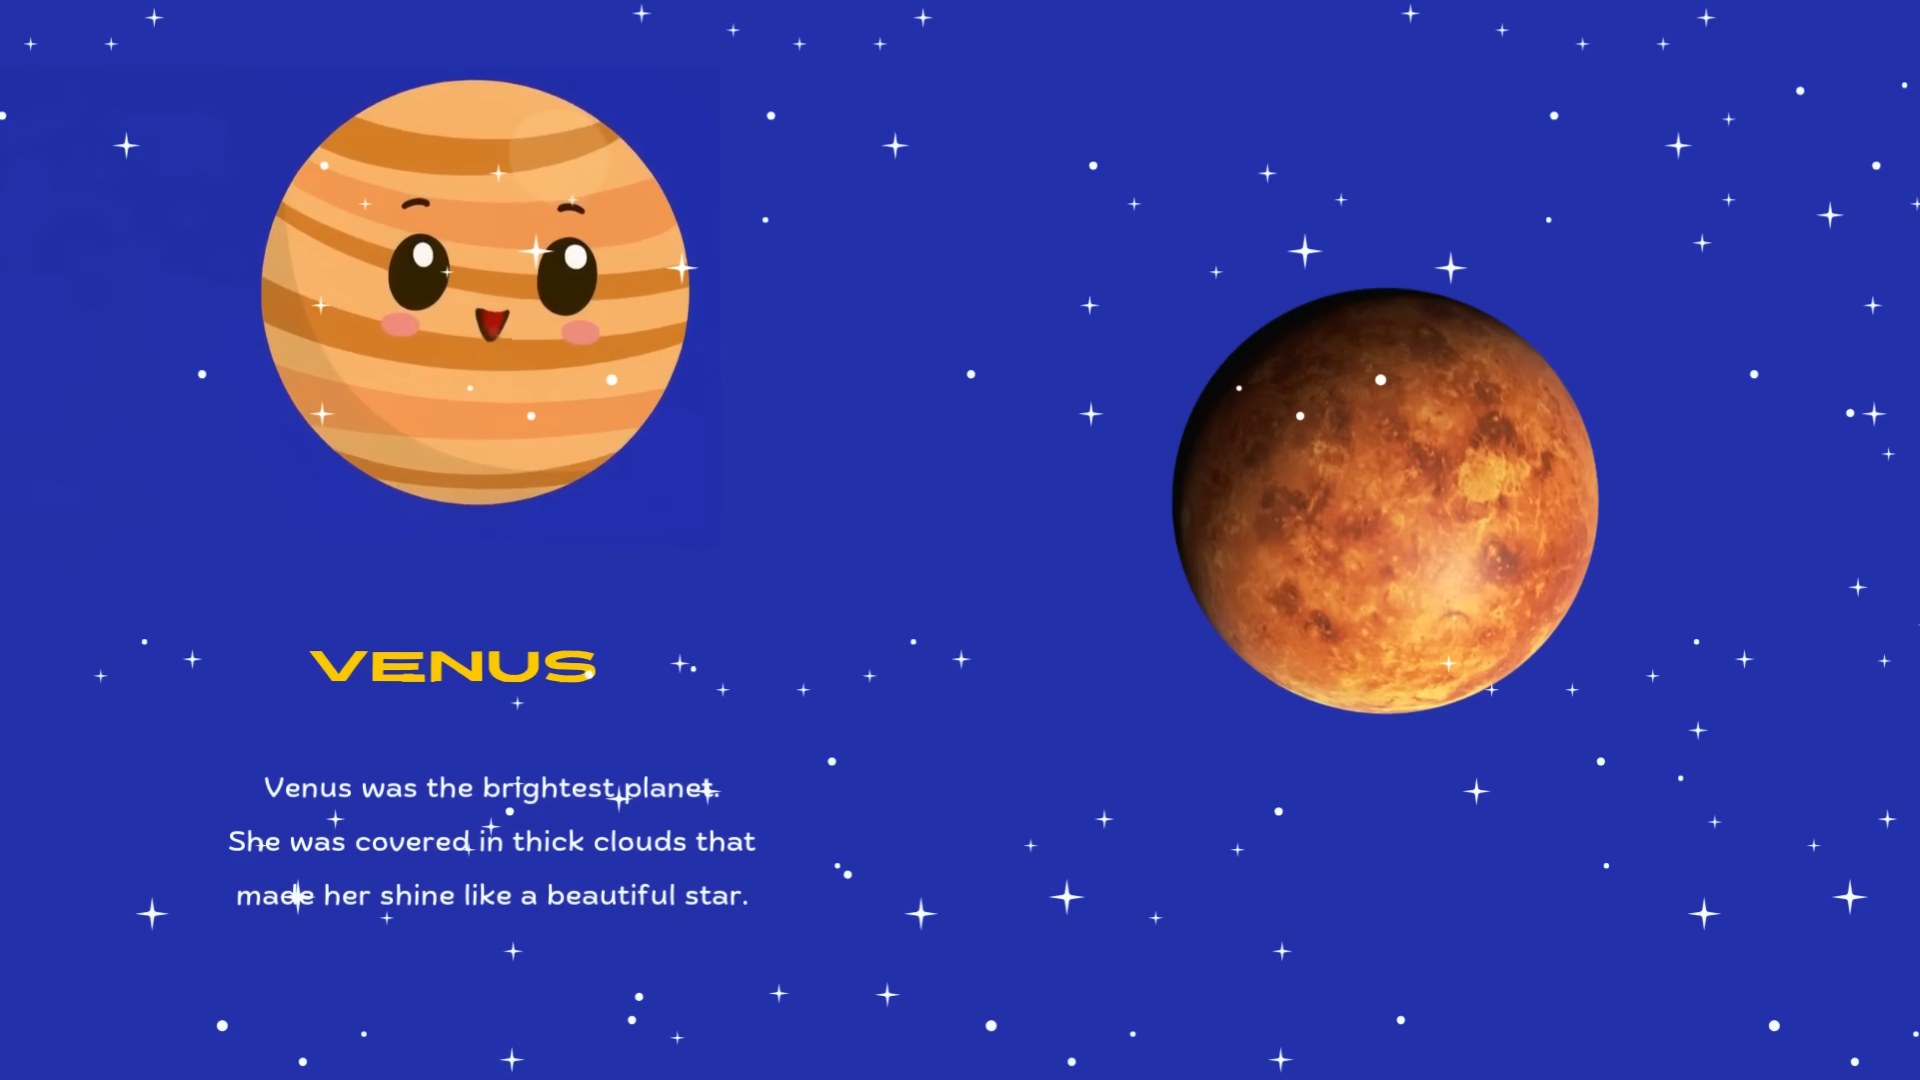 VENUS
Venus was the brightest planet.
She was covered in thick clouds that
made her shine like a beautiful star.